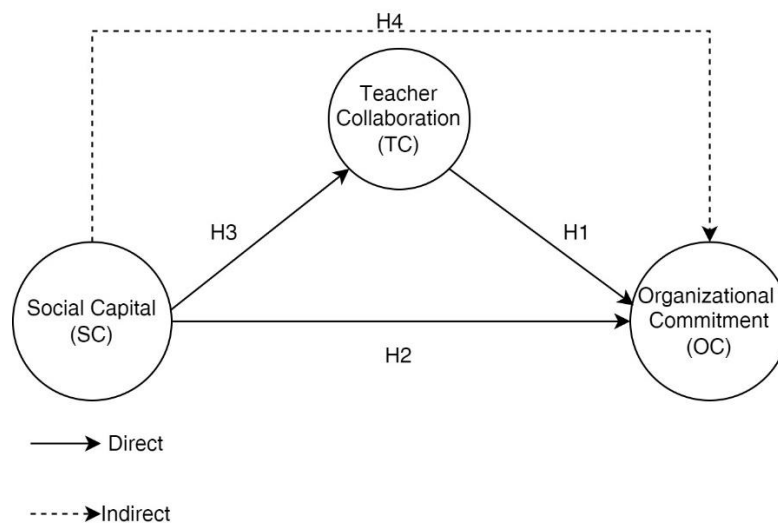 H4
Teacher
Collaboration
(TC)
H3
H1
Social Capital
(SC)
Organizational
Commitment
(OC)
H2
Direct
Indirect